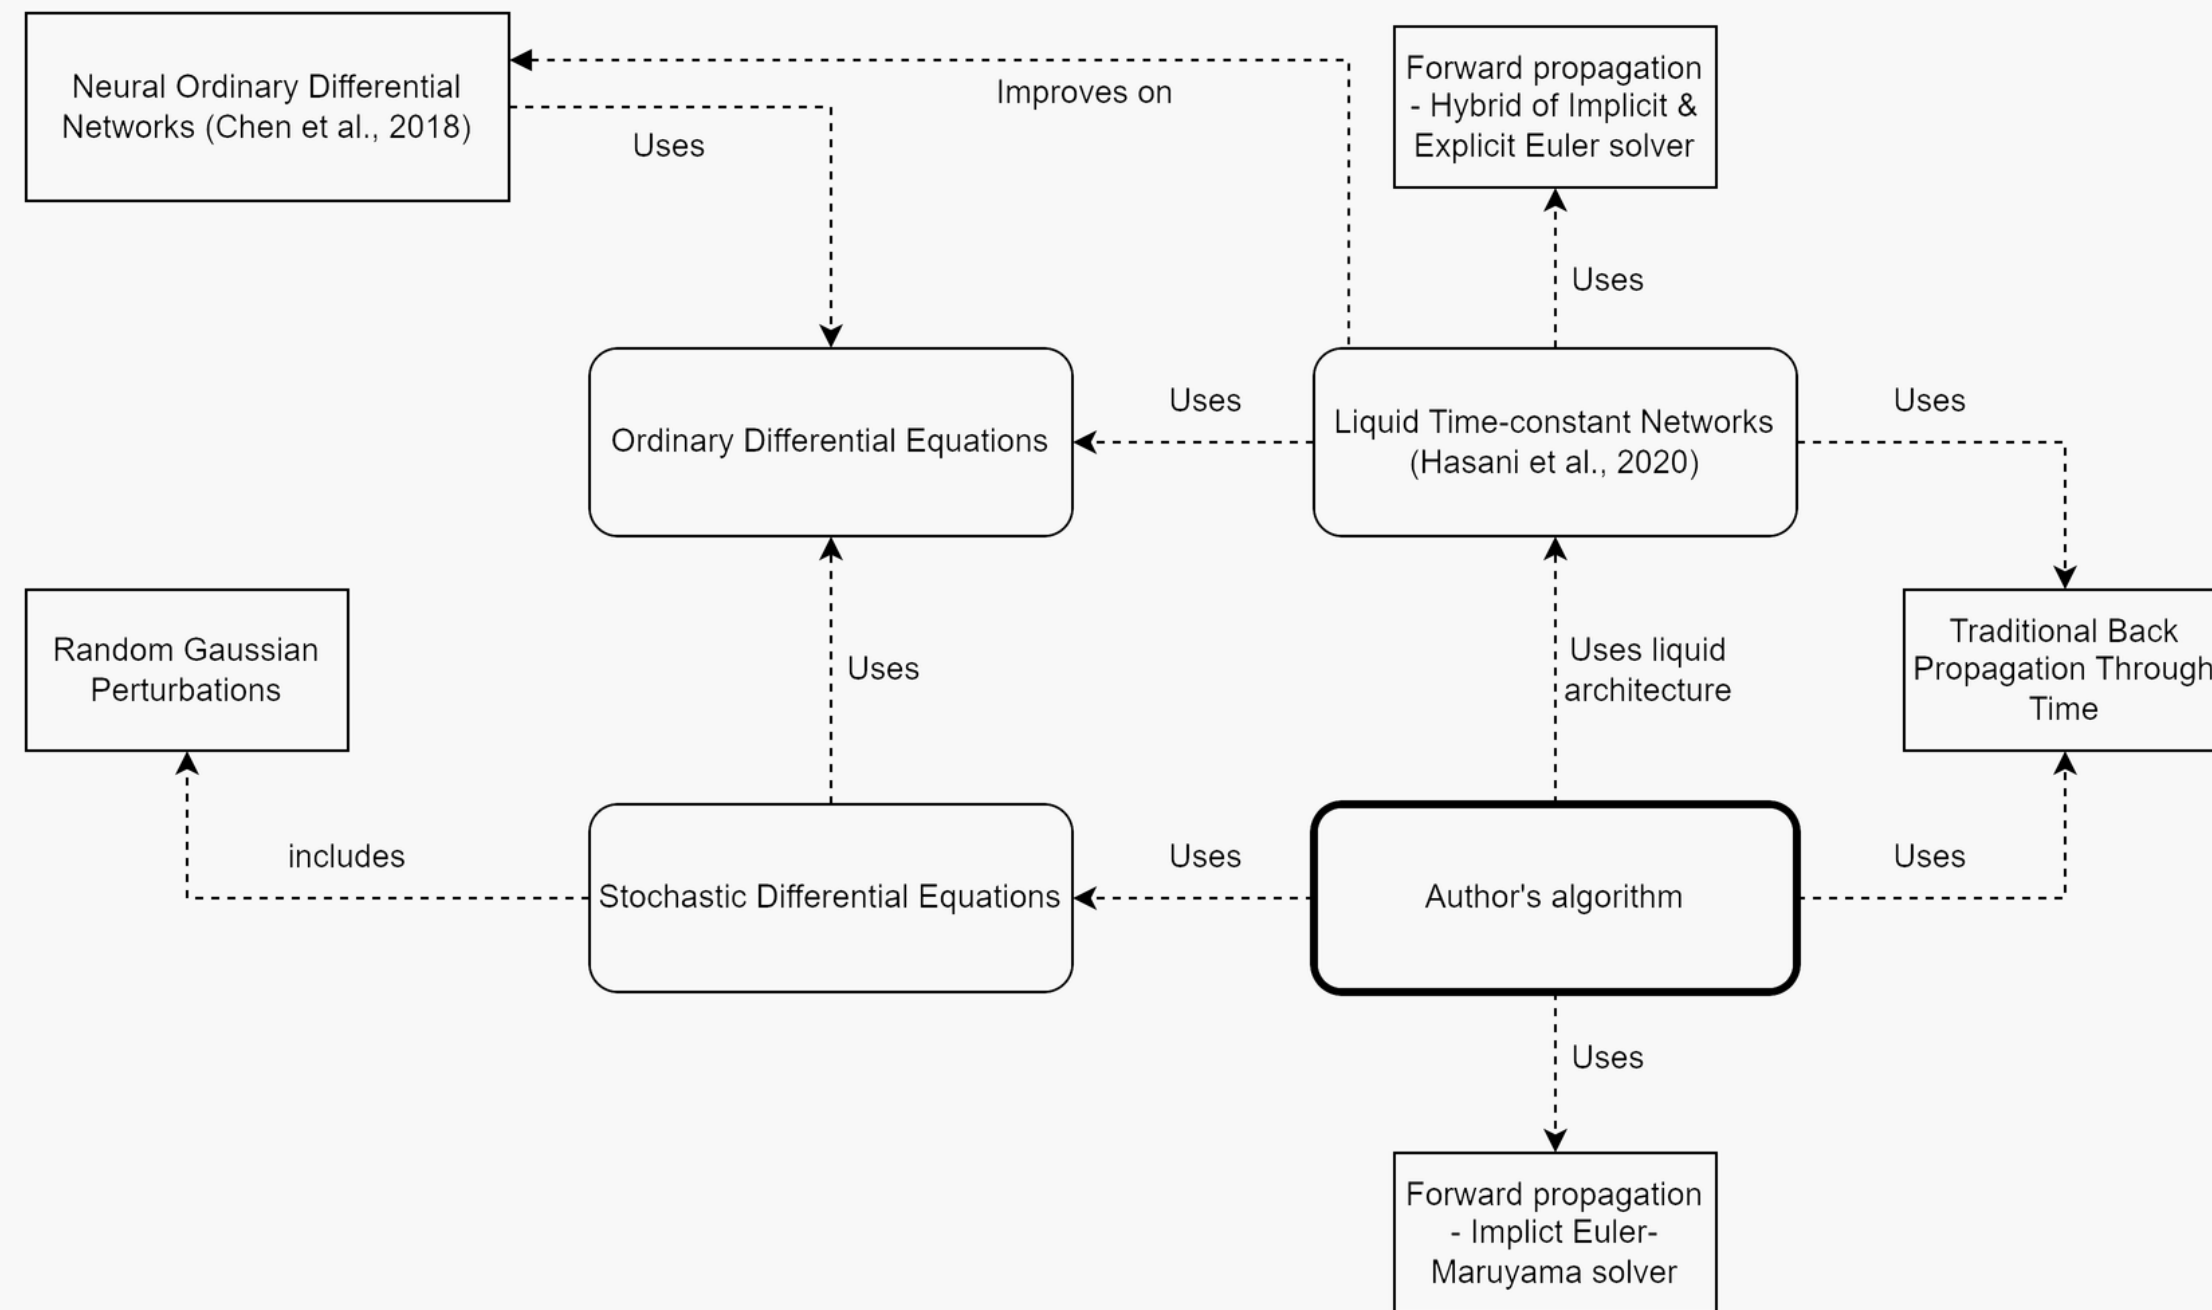 Neural Ordinary Differential
Networks (Chen et al., 2018)
Uses
Improves on
Forward propagation
- Hybrid of Implicit &
Explicit Euler solver
Uses
Ordinary Differential Equations
Uses
Liquid Time-constant Networks
(Hasani et al., 2020)
Uses
Random Gaussian
Perturbations
Uses
Uses liquid
architecture
Traditional Back
Propagation Through
Time
includes
Stochastic Differential Equations
Uses
Author's algorithm
Uses
Uses
Forward propagation
- Implict Euler-
Maruyama solver